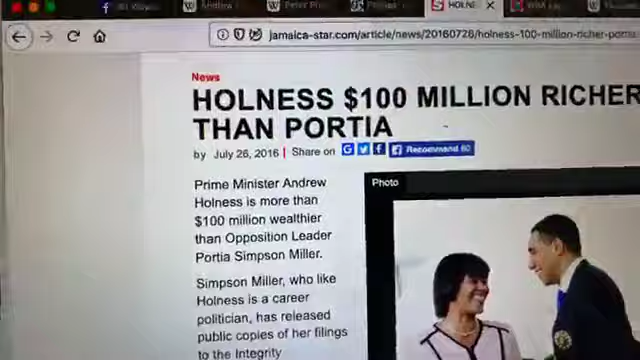 jamaica-star.com/article/news/20160726/holness-100-million-richer-portia
News
HOLNESS $100 MILLION RICHER
THAN PORTIA
by July 26, 2016 | Share on G f Recommend 60
Prime Minister Andrew
Holness is more than
$100 million wealthier
than Opposition Leader
Portia Simpson Miller.
Photo
Simpson Miller, who like
Holness is a career
politician, has released
public copies of her filings
to the Integrity